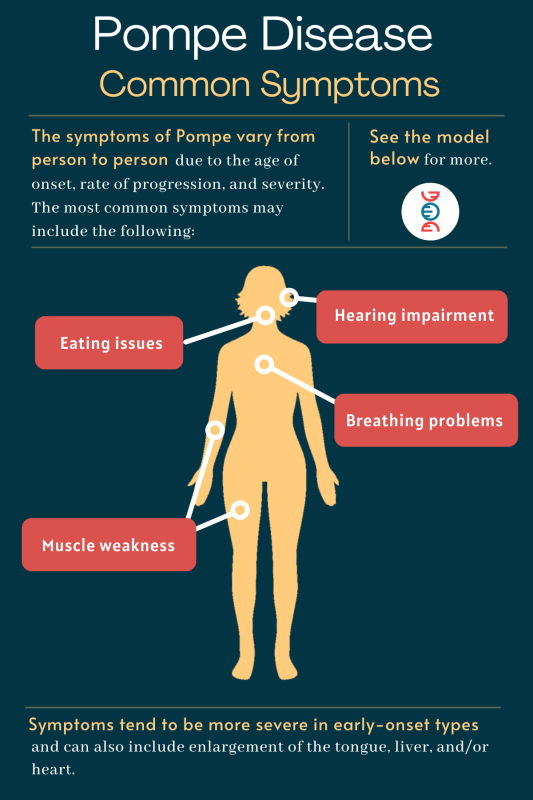 Pompe Disease
Common Symptoms
The symptoms of Pompe vary from
person to person due to the age of
onset, rate of progression, and severity.
The most common symptoms may
include the following:
See the model
below for more.
Hearing impairment
Eating issues
Breathing problems
Muscle weakness
Symptoms tend to be more severe in early-onset types
and can also include enlargement of the tongue, liver, and/or
heart.